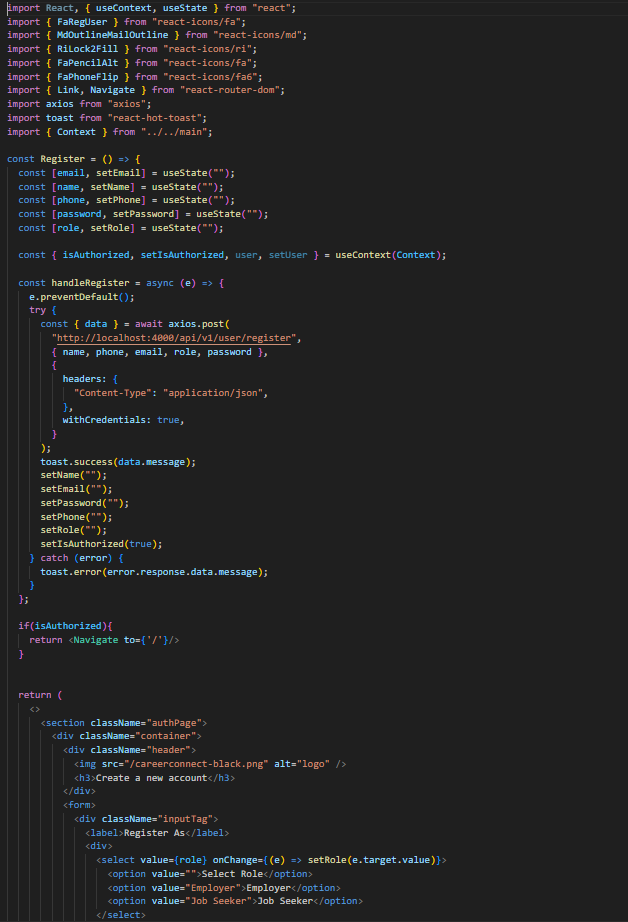 import React, { useContext, useState } from "react";
import { FaRegUser } from "react-icons/fa";
import { MdOutlineMailOutline } from "react-icons/md";
import { RiLock2Fill } from "react-icons/ri";
import { FaPencilAlt } from "react-icons/fa";
import { FaPhoneFlip } from "react-icons/fa6";
import { Link, Navigate } from "react-router-dom";
import axios from "axios";
import toast from "react-hot-toast";
import { Context } from "../../main";

const Register = () => {
  const [email, setEmail] = useState("");
  const [name, setName] = useState("");
  const [phone, setPhone] = useState("");
  const [password, setPassword] = useState("");
  const [role, setRole] = useState("");

  const { isAuthorized, setIsAuthorized, user, setUser } = useContext(Context);

  const handleRegister = async (e) => {
    e.preventDefault();
    try {
      const { data } = await axios.post(
        "http://localhost:4000/api/v1/user/register",
        { name, phone, email, role, password },
        {
          headers: {
            "Content-Type": "application/json",
          },
          withCredentials: true,
        }
      );
      toast.success(data.message);
      setName("");
      setEmail("");
      setPassword("");
      setPhone("");
      setRole("");
      setIsAuthorized(true);
    } catch (error) {
      toast.error(error.response.data.message);
    }
  };

  if(isAuthorized){
    return <Navigate to={'/'}/>
  }


  return (
    <>
      <section className="authPage">
        <div className="container">
          <div className="header">
            <img src="/careerconnect-black.png" alt="logo" />
            <h3>Create a new account</h3>
          </div>
          <form>
            <div className="inputTag">
              <label>Register As</label>
              <div>
                <select value={role} onChange={(e) => setRole(e.target.value)}>
                  <option value="">Select Role</option>
                  <option value="Employer">Employer</option>
                  <option value="Job Seeker">Job Seeker</option>
                </select>